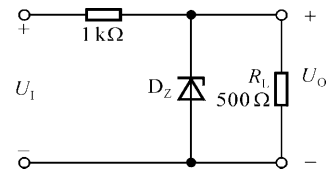 +
1 kΩ
+
U_I
D_Z
R_L
500 Ω
U_O
−
−